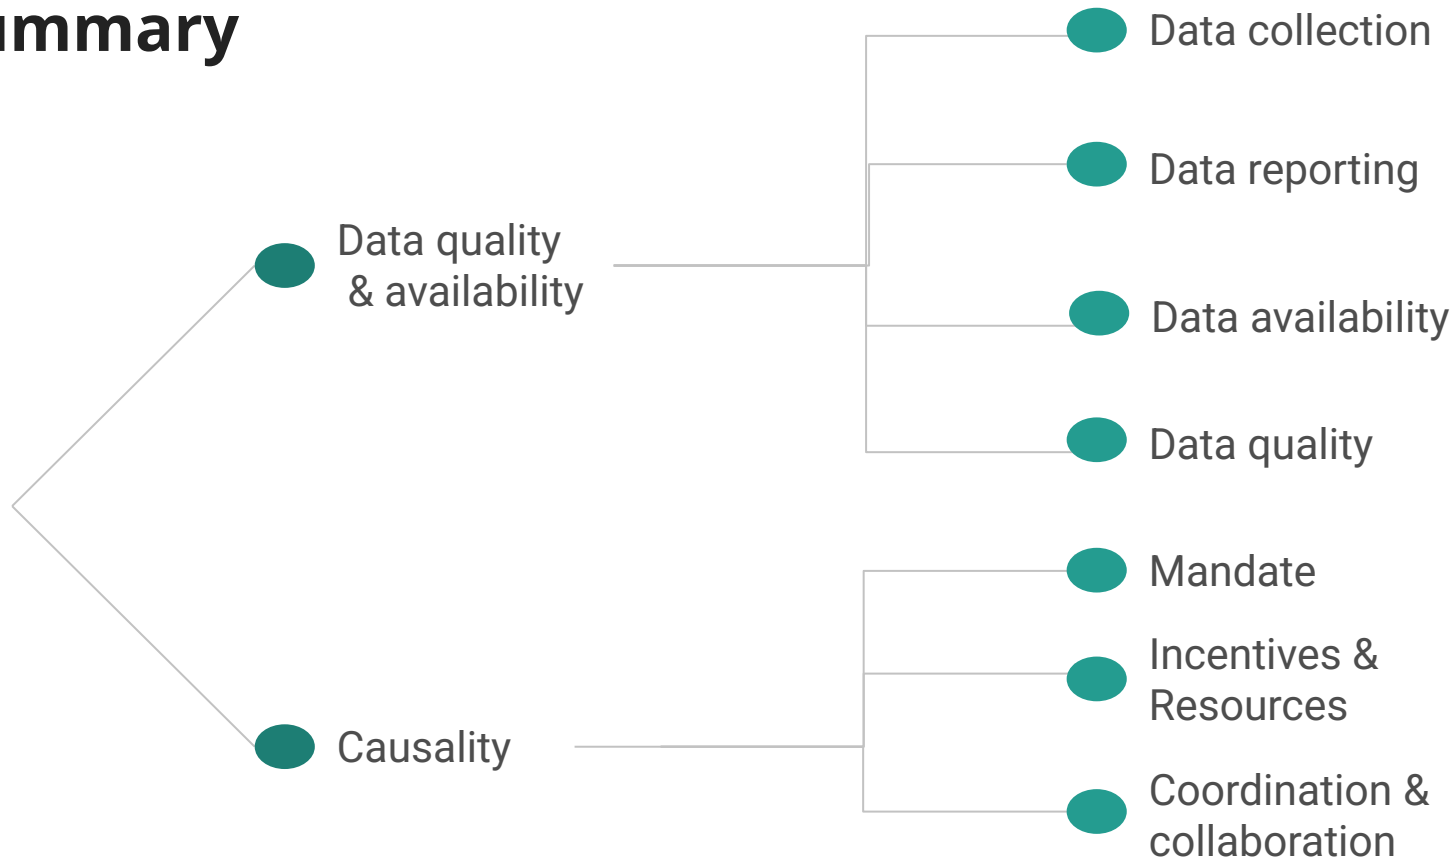 ummary
Data collection
Data reporting
Data quality
& availability
Data availability
Data quality
Mandate
Incentives &
Resources
Causality
Coordination &
collaboration